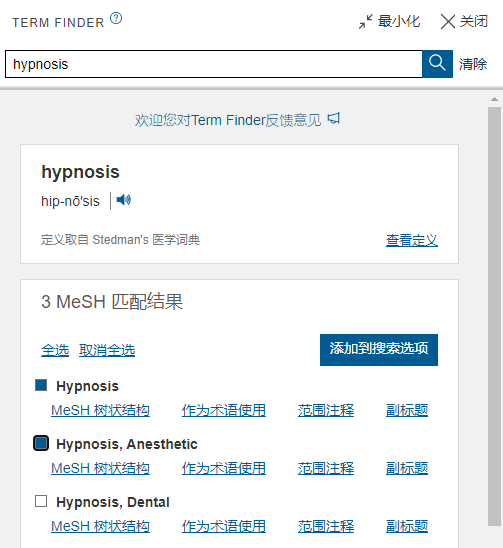 TERM FINDER ? 最小化 关闭
hypnosis 清除
欢迎您对Term Finder反馈意见
hypnosis
hip-nō'sis
定义取自 Stedman's 医学词典 查看定义
3 MeSH 匹配结果
全选 取消全选 添加到搜索选项
Hypnosis
MeSH 树状结构 作为术语使用 范围注释 副标题
Hypnosis, Anesthetic
MeSH 树状结构 作为术语使用 范围注释 副标题
Hypnosis, Dental
MeSH 树状结构 作为术语使用 范围注释 副标题